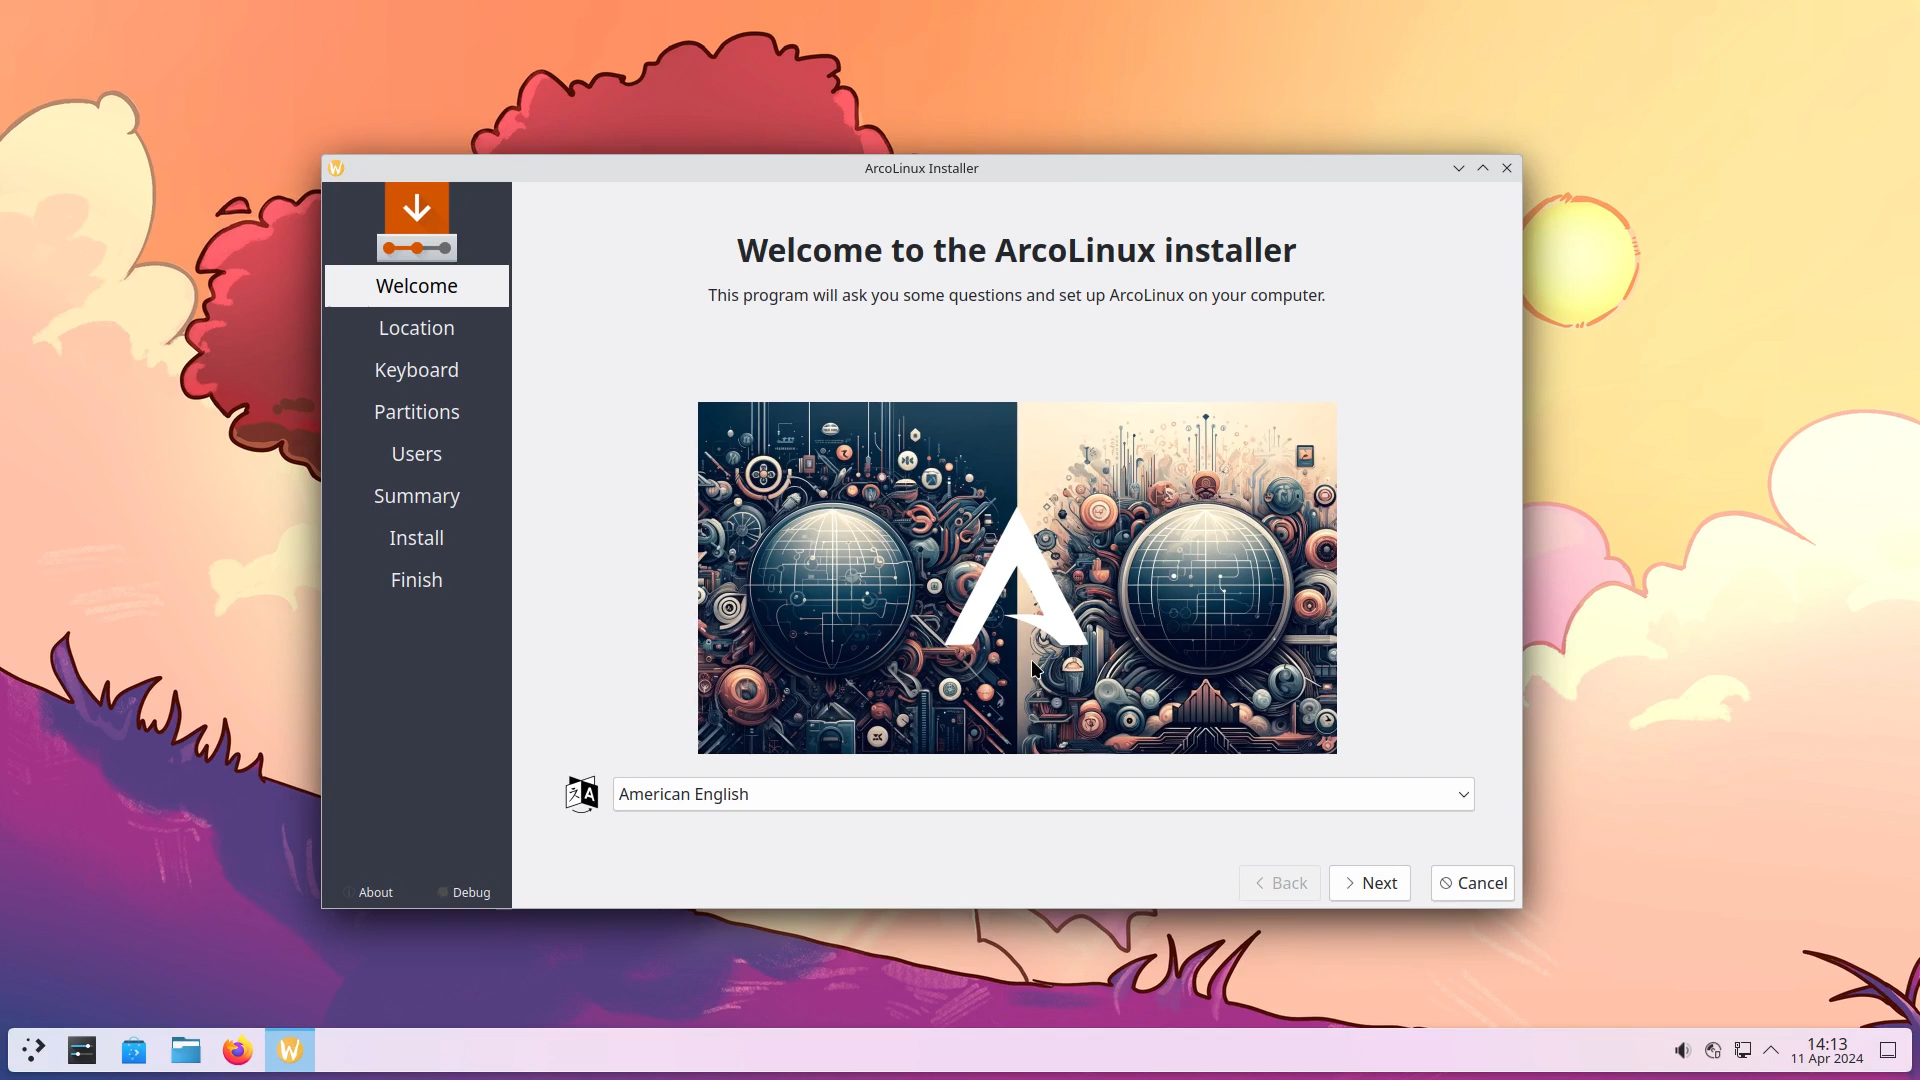 ArcoLinux Installer
Welcome
Location
Keyboard
Partitions
Users
Summary
Install
Finish
About
Debug
Welcome to the ArcoLinux installer
This program will ask you some questions and set up ArcoLinux on your computer.
American English
Back
Next
Cancel
14:13
11 Apr 2024